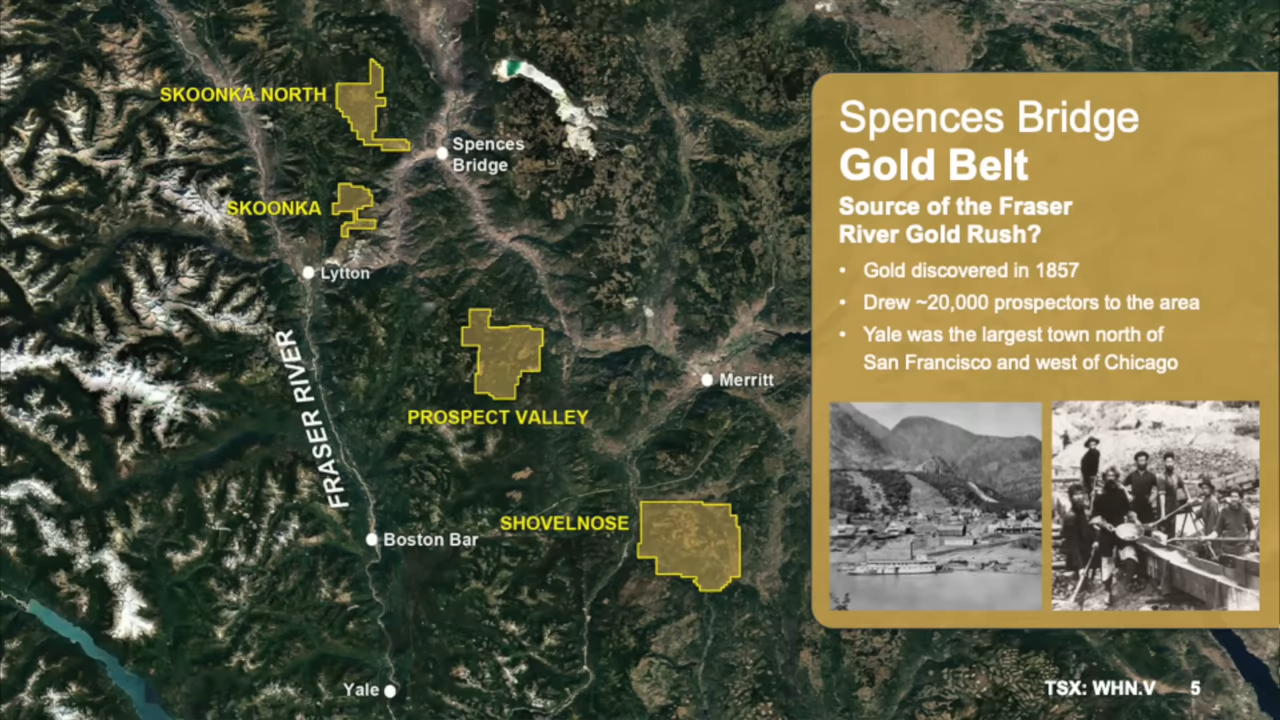 SKOONKA NORTH
Spences
Bridge
SKOONKA
Lytton
FRASER RIVER
PROSPECT VALLEY
Merritt
SHOVELNOSE
Boston Bar
Yale
Spences Bridge
Gold Belt
Source of the Fraser
River Gold Rush?
• Gold discovered in 1857
• Drew ~20,000 prospectors to the area
• Yale was the largest town north of
San Francisco and west of Chicago
TSX: WHN.V 5